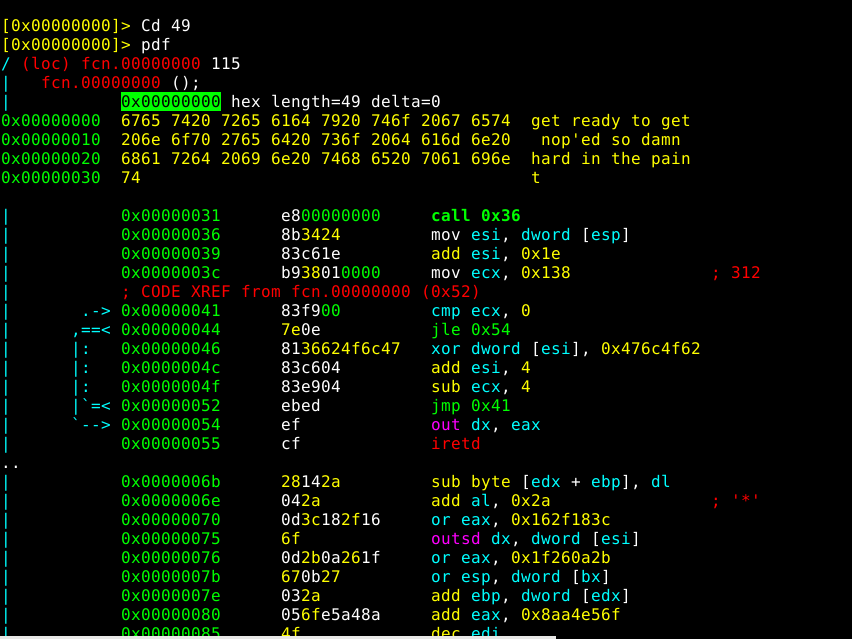 [0x00000000]> Cd 49
[0x00000000]> pdf
/ (loc) fcn.00000000 115
|   fcn.00000000 ();
|           0x00000000 hex length=49 delta=0
0x00000000  6765 7420 7265 6164 7920 746f 2067 6574  get ready to get
0x00000010  206e 6f70 2765 6420 736f 2064 616d 6e20   nop'ed so damn
0x00000020  6861 7264 2069 6e20 7468 6520 7061 696e  hard in the pain
0x00000030  74                                       t
|           0x00000031      e800000000     call 0x36
|           0x00000036      8b3424         mov esi, dword [esp]
|           0x00000039      83c61e         add esi, 0x1e
|           0x0000003c      b938010000     mov ecx, 0x138              ; 312
|           ; CODE XREF from fcn.00000000 (0x52)
|       .-> 0x00000041      83f900         cmp ecx, 0
|      ,==< 0x00000044      7e0e           jle 0x54
|      |:   0x00000046      8136624f6c47   xor dword [esi], 0x476c4f62
|      |:   0x0000004c      83c604         add esi, 4
|      |:   0x0000004f      83e904         sub ecx, 4
|      |`=< 0x00000052      ebed           jmp 0x41
|      `--> 0x00000054      ef             out dx, eax
|           0x00000055      cf             iretd
..
|           0x0000006b      28142a         sub byte [edx + ebp], dl
|           0x0000006e      042a           add al, 0x2a                ; '*'
|           0x00000070      0d3c182f16     or eax, 0x162f183c
|           0x00000075      6f             outsd dx, dword [esi]
|           0x00000076      0d2b0a261f     or eax, 0x1f260a2b
|           0x0000007b      670b27         or esp, dword [bx]
|           0x0000007e      032a           add ebp, dword [edx]
|           0x00000080      056fe5a48a     add eax, 0x8aa4e56f
|           0x00000085      4f             dec edi